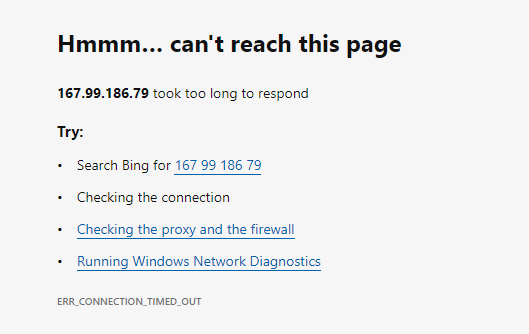 Hmmm... can't reach this page
167.99.186.79 took too long to respond
Try:
• Search Bing for 167 99 186 79
• Checking the connection
• Checking the proxy and the firewall
• Running Windows Network Diagnostics
ERR_CONNECTION_TIMED_OUT